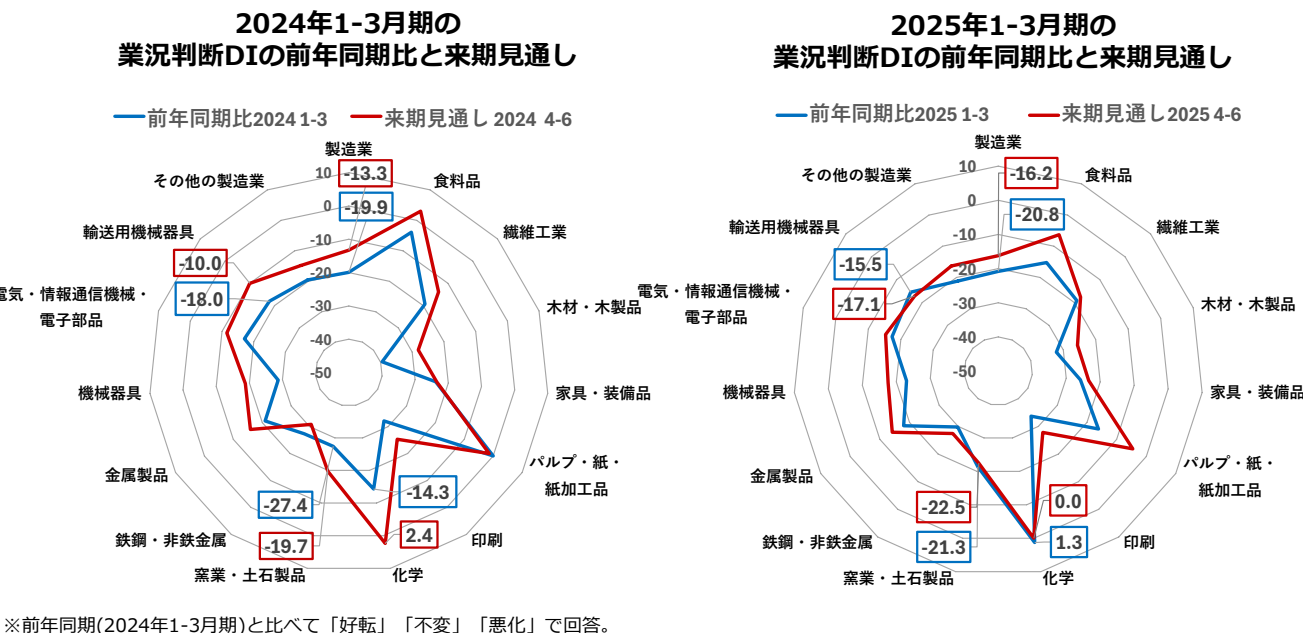 2024年1-3月期の
業況判断DIの前年同期比と来期見通し
前年同期比2024 1-3
来期見通し 2024 4-6
製造業
食料品
繊維工業
木材・木製品
家具・装備品
パルプ・紙・
紙加工品
印刷
化学
窯業・土石製品
鉄鋼・非鉄金属
金属製品
機械器具
電気・情報通信機械・
電子部品
輸送用機械器具
その他の製造業
10
0
-10
-20
-30
-40
-50
-13.3
-19.9
-10.0
-18.0
-27.4
-19.7
-14.3
2.4
2025年1-3月期の
業況判断DIの前年同期比と来期見通し
前年同期比2025 1-3
来期見通し2025 4-6
製造業
食料品
繊維工業
木材・木製品
家具・装備品
パルプ・紙・
紙加工品
印刷
化学
窯業・土石製品
鉄鋼・非鉄金属
金属製品
機械器具
電気・情報通信機械・
電子部品
輸送用機械器具
その他の製造業
10
0
-10
-20
-30
-40
-50
-16.2
-20.8
-15.5
-17.1
-22.5
-21.3
0.0
1.3
※前年同期(2024年1-3月期)と比べて「好転」「不変」「悪化」で回答。